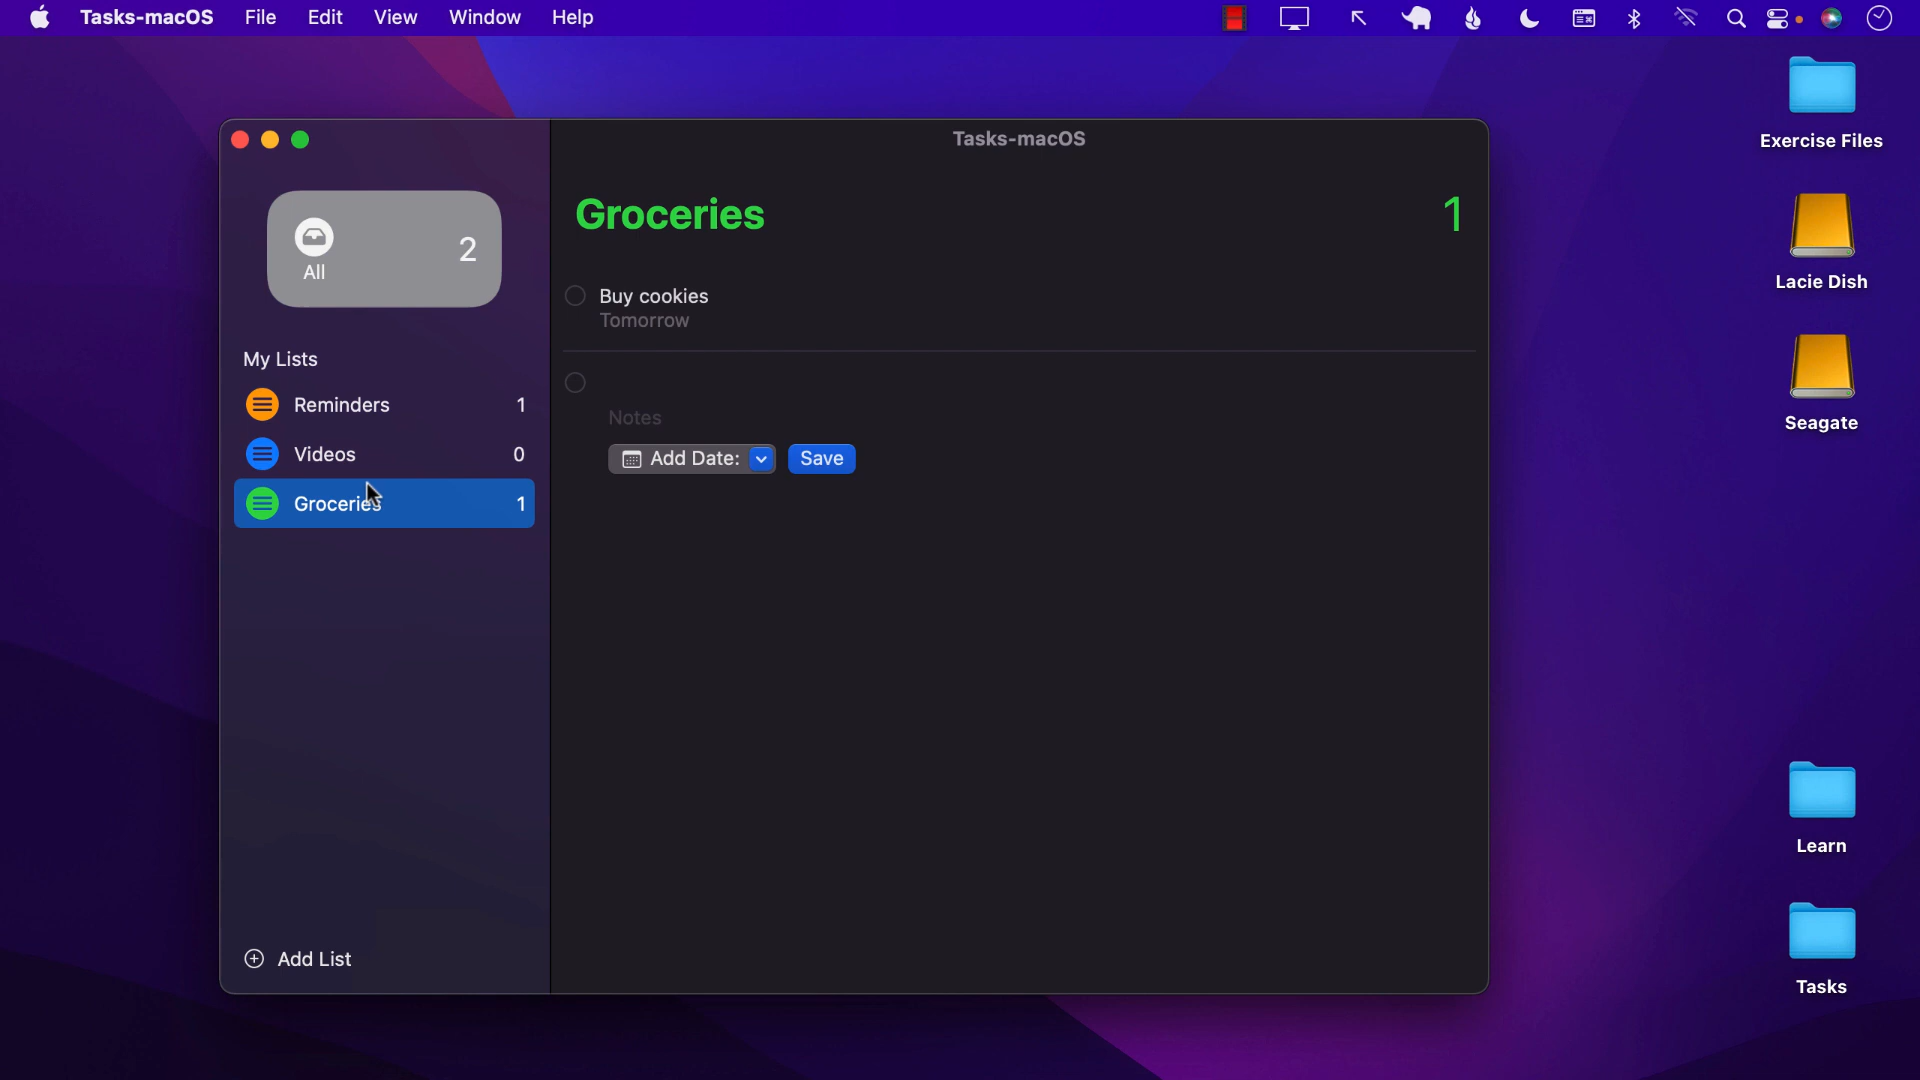 Tasks-macOS File Edit View Window Help
Exercise Files
Lacie Dish
Seagate
Learn
Tasks
Tasks-macOS
All
2
My Lists
Reminders 1
Videos 0
Groceries 1
Add List
Groceries 1
Buy cookies
Tomorrow
Notes
Add Date: Save